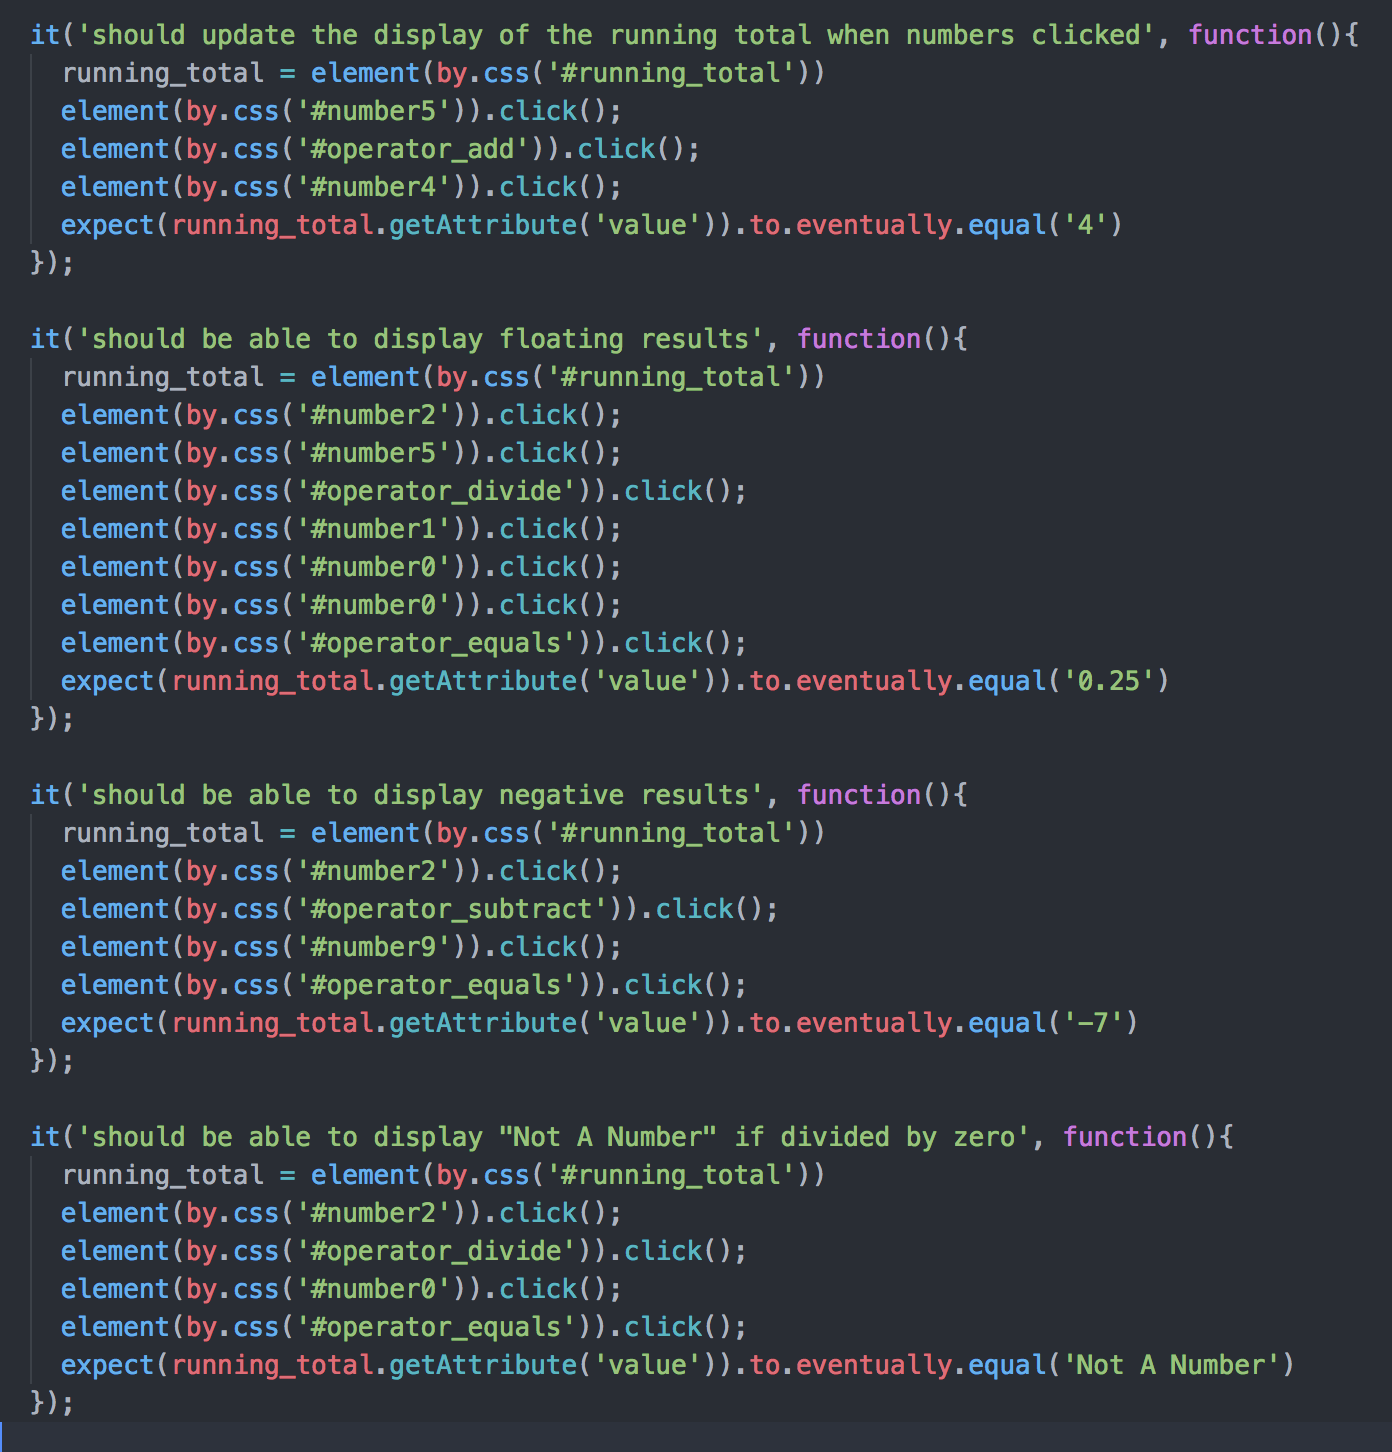 it('should update the display of the running total when numbers clicked', function(){
  running_total = element(by.css('#running_total'))
  element(by.css('#number5')).click();
  element(by.css('#operator_add')).click();
  element(by.css('#number4')).click();
  expect(running_total.getAttribute('value')).to.eventually.equal('4')
});

it('should be able to display floating results', function(){
  running_total = element(by.css('#running_total'))
  element(by.css('#number2')).click();
  element(by.css('#number5')).click();
  element(by.css('#operator_divide')).click();
  element(by.css('#number1')).click();
  element(by.css('#number0')).click();
  element(by.css('#number0')).click();
  element(by.css('#operator_equals')).click();
  expect(running_total.getAttribute('value')).to.eventually.equal('0.25')
});

it('should be able to display negative results', function(){
  running_total = element(by.css('#running_total'))
  element(by.css('#number2')).click();
  element(by.css('#operator_subtract')).click();
  element(by.css('#number9')).click();
  element(by.css('#operator_equals')).click();
  expect(running_total.getAttribute('value')).to.eventually.equal('-7')
});

it('should be able to display "Not A Number" if divided by zero', function(){
  running_total = element(by.css('#running_total'))
  element(by.css('#number2')).click();
  element(by.css('#operator_divide')).click();
  element(by.css('#number0')).click();
  element(by.css('#operator_equals')).click();
  expect(running_total.getAttribute('value')).to.eventually.equal('Not A Number')
});